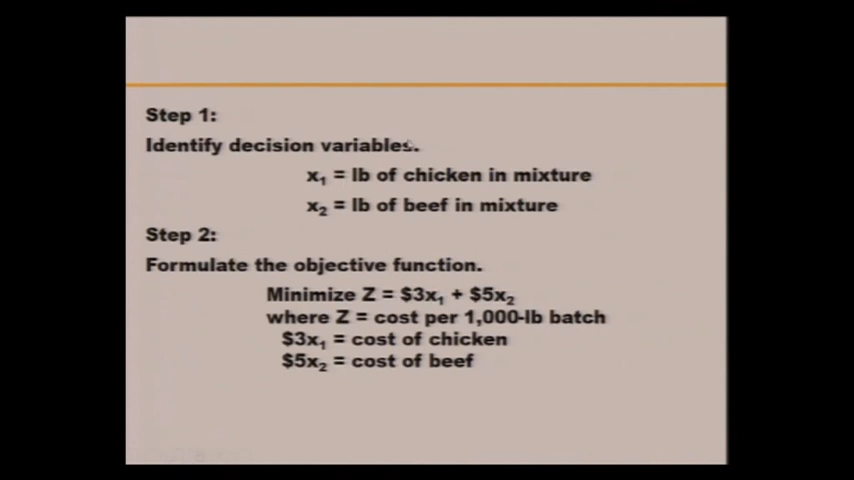 Step 1:
Identify decision variables.
x₁ = lb of chicken in mixture
x₂ = lb of beef in mixture
Step 2:
Formulate the objective function.
Minimize Z = $3x₁ + $5x₂
where Z = cost per 1,000-lb batch
$3x₁ = cost of chicken
$5x₂ = cost of beef